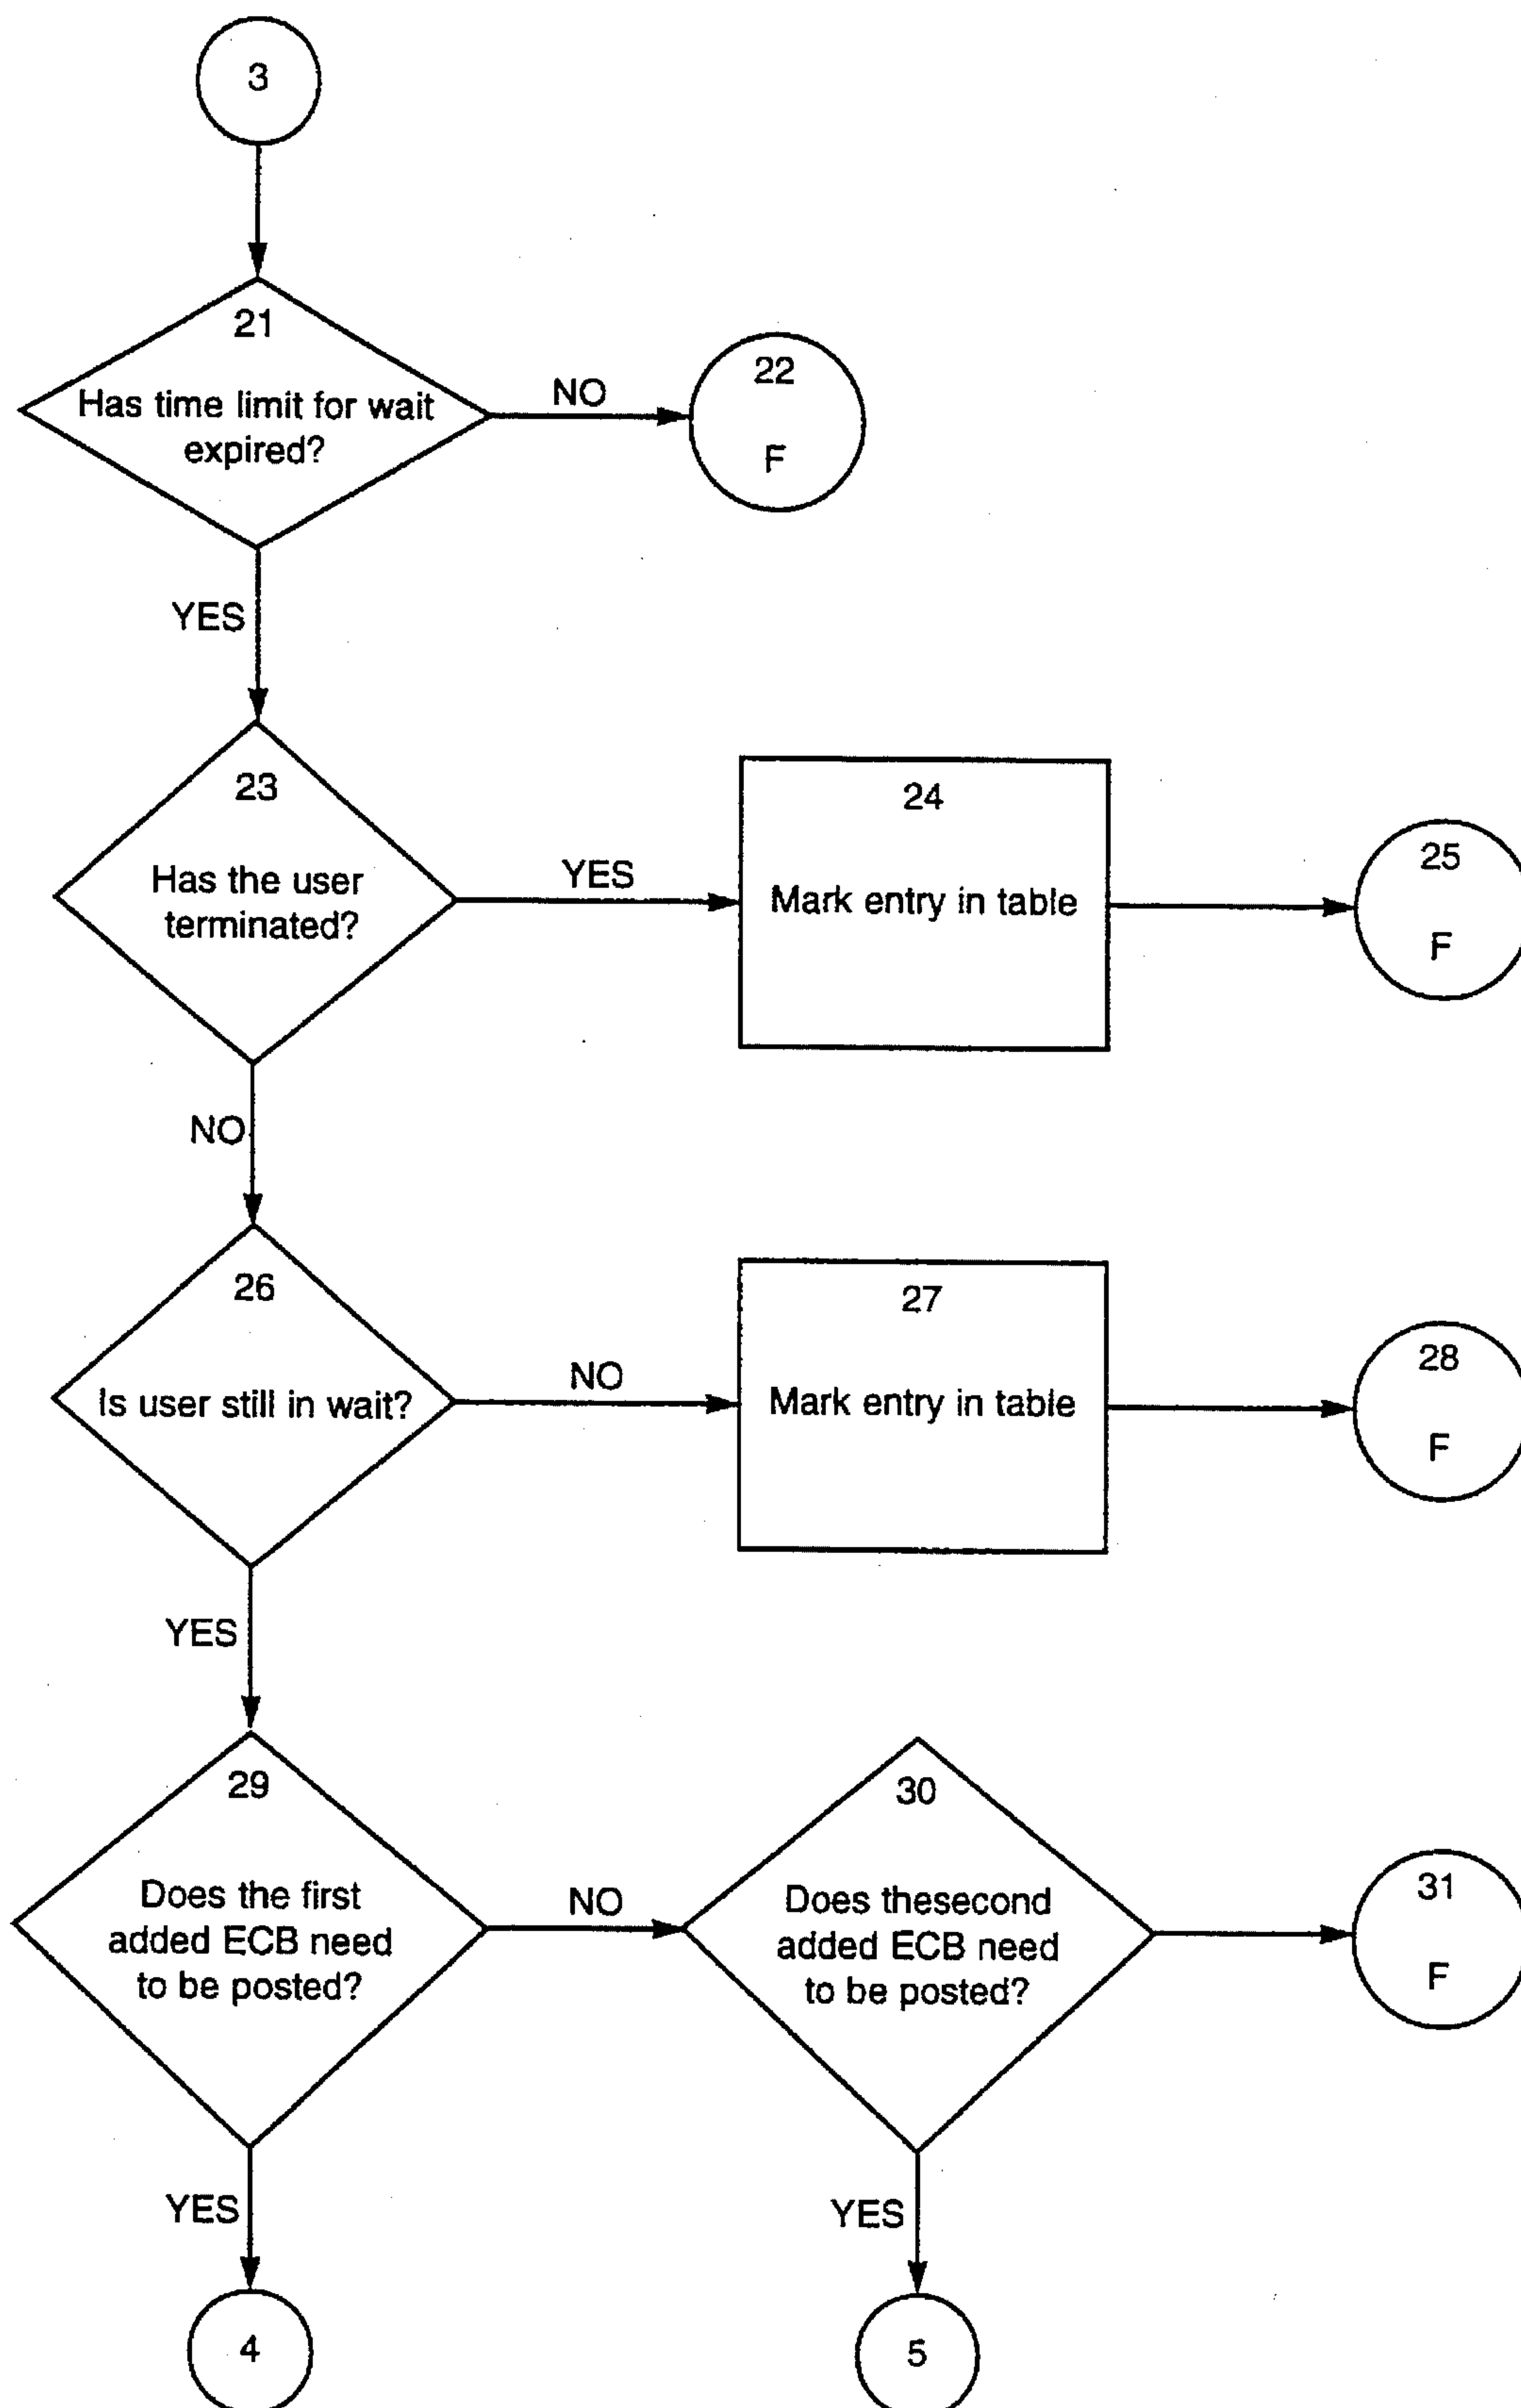 3
21
Has time limit for wait
expired?
NO
22
F
YES
23
Has the user
terminated?
YES
24
Mark entry in table
25
F
NO
26
Is user still in wait?
NO
27
Mark entry in table
28
F
YES
29
Does the first
added ECB need
to be posted?
NO
30
Does thesecond
added ECB need
to be posted?
31
F
YES
YES
4
5